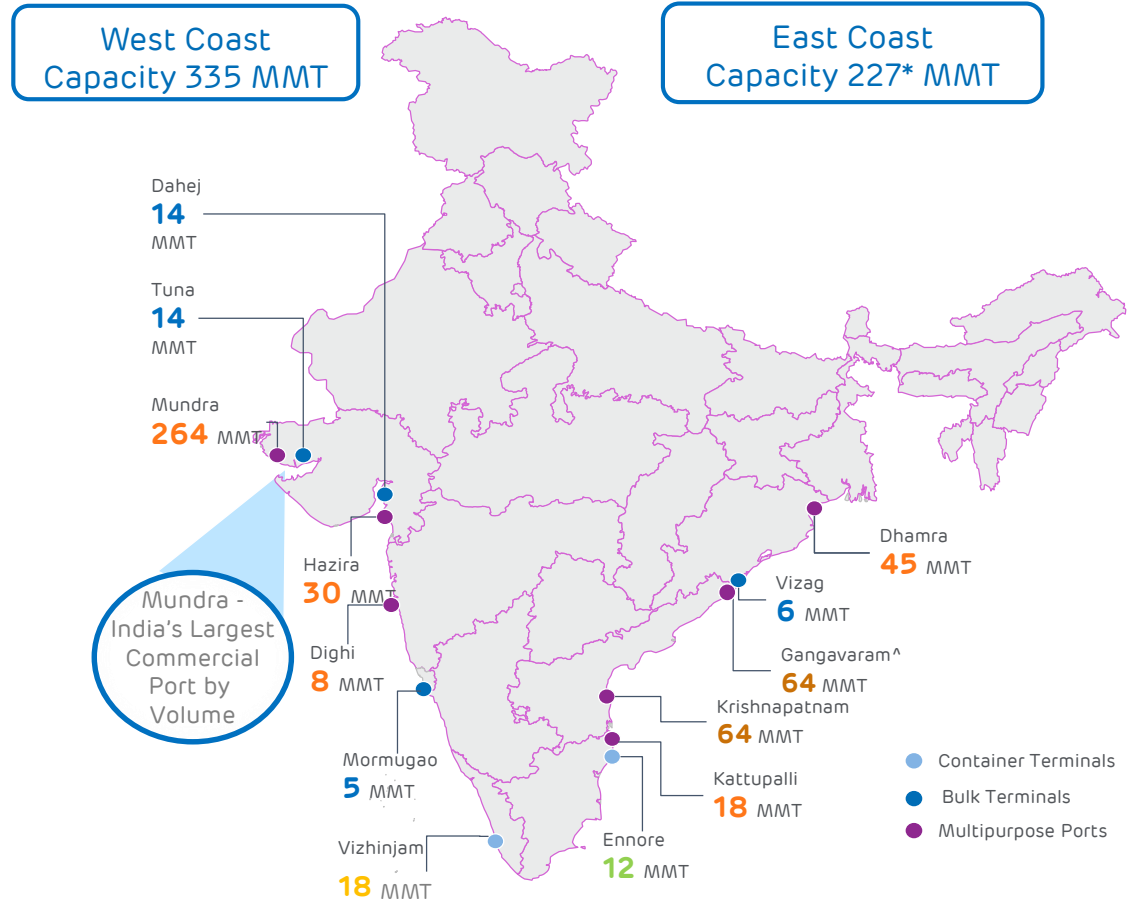 West Coast
Capacity 335 MMT
East Coast
Capacity 227* MMT
Dahej
14
MMT
Tuna
14
MMT
Mundra
264 MMT
Hazira
30 MMT
Mundra -
India's Largest
Commercial
Port by
Volume
Dighi
8 MMT
Mormugao
5 MMT
Vizhinjam
18 MMT
Dhamra
45 MMT
Vizag
6 MMT
Gangavaram^
64 MMT
Krishnapatnam
64 MMT
Kattupalli
18 MMT
Ennore
12 MMT
Container Terminals
Bulk Terminals
Multipurpose Ports